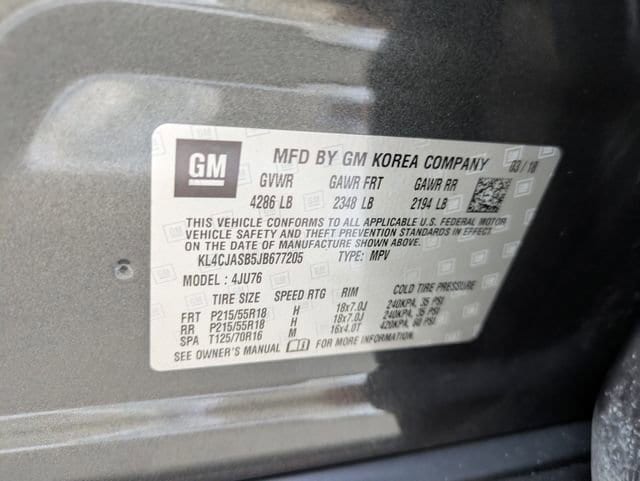 GM
MFD BY GM KOREA COMPANY 03/18
GVWR GAWR FRT GAWR RR
4286 LB 2348 LB 2194 LB
THIS VEHICLE CONFORMS TO ALL APPLICABLE U.S. FEDERAL MOTOR
VEHICLE SAFETY AND THEFT PREVENTION STANDARDS IN EFFECT
ON THE DATE OF MANUFACTURE SHOWN ABOVE.
KL4CJASB5JB677205 TYPE: MPV
MODEL : 4JU76
TIRE SIZE SPEED RTG RIM COLD TIRE PRESSURE
FRT P215/55R18 H 18x7.0J 240KPA, 35 PSI
RR P215/55R18 H 18x7.0J 240KPA, 35 PSI
SPA T125/70R16 M 16x4.0T 420KPA, 60 PSI
SEE OWNER'S MANUAL FOR MORE INFORMATION.